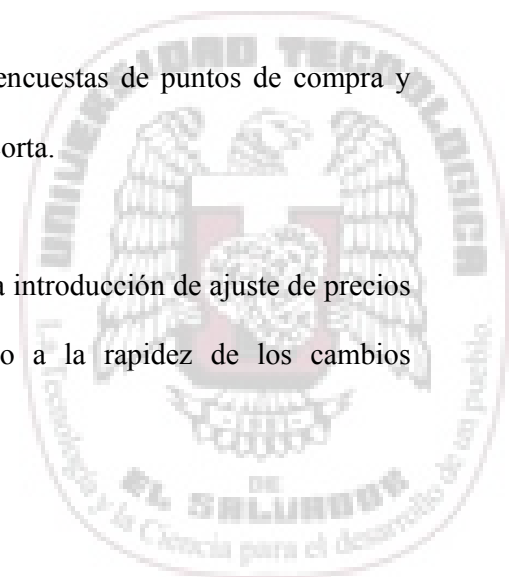 UNIVERSIDAD TECNOLOGICA
encuestas de puntos de compra y
orta.
a introducción de ajuste de precios
o a la rapidez de los cambios
La Tecnología y la Ciencia para el desarrollo de un pueblo.
DE
EL SALVADOR